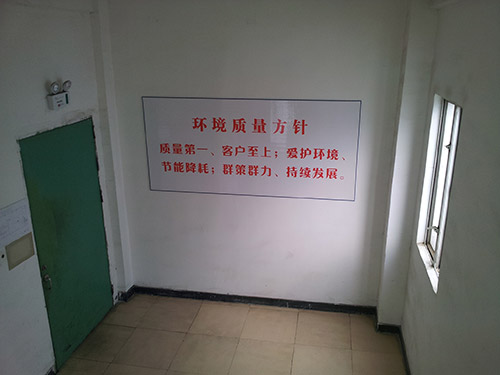 环境质量方针
质量第一、客户至上；爱护环境、
节能降耗；群策群力、持续发展。